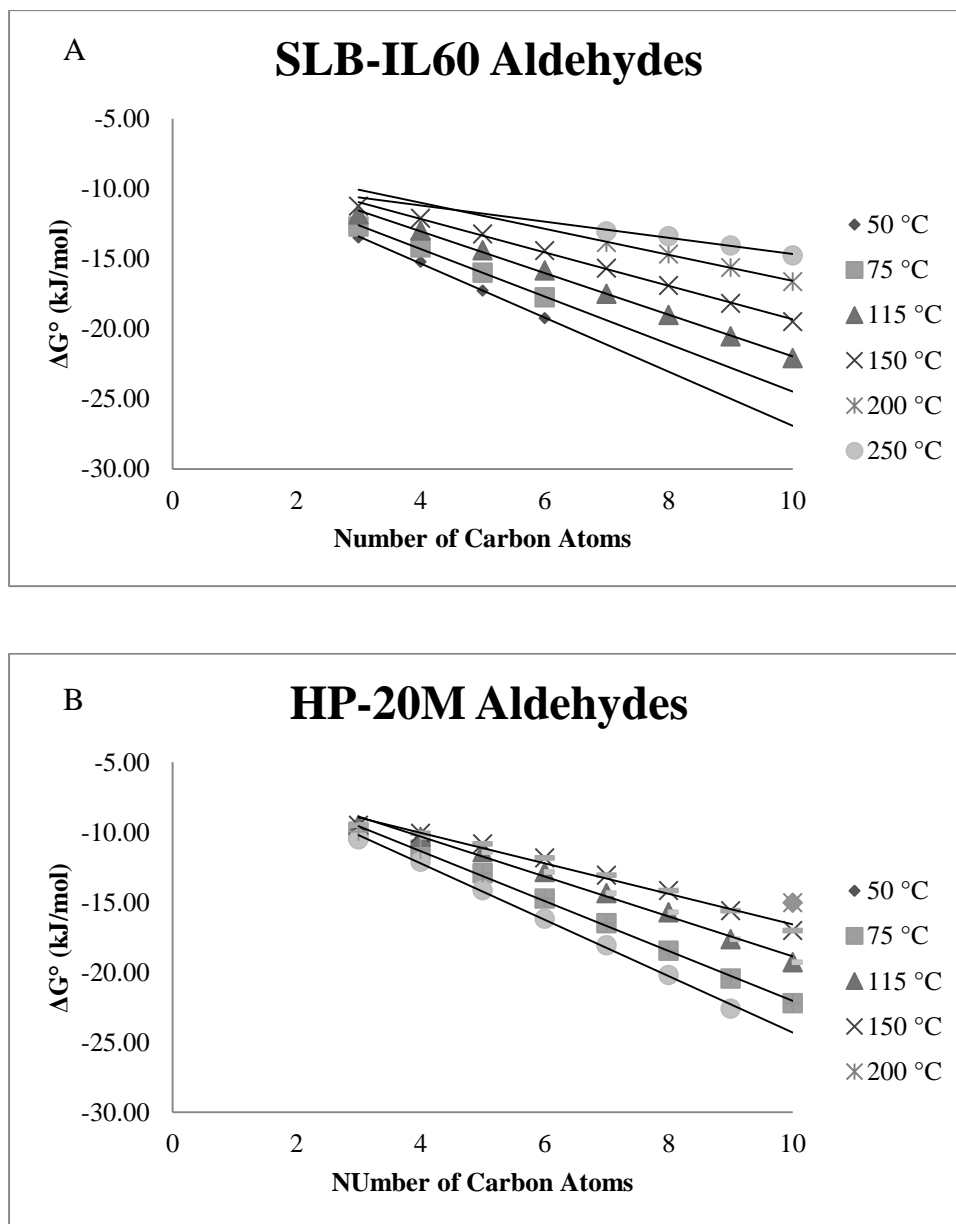 A
SLB-IL60 Aldehydes
-5.00
-10.00
-15.00
-20.00
-25.00
-30.00
ΔG° (kJ/mol)
0 2 4 6 8 10
Number of Carbon Atoms
50 °C
75 °C
115 °C
150 °C
200 °C
250 °C
B
HP-20M Aldehydes
-5.00
-10.00
-15.00
-20.00
-25.00
-30.00
ΔG° (kJ/mol)
0 2 4 6 8 10
NUmber of Carbon Atoms
50 °C
75 °C
115 °C
150 °C
200 °C